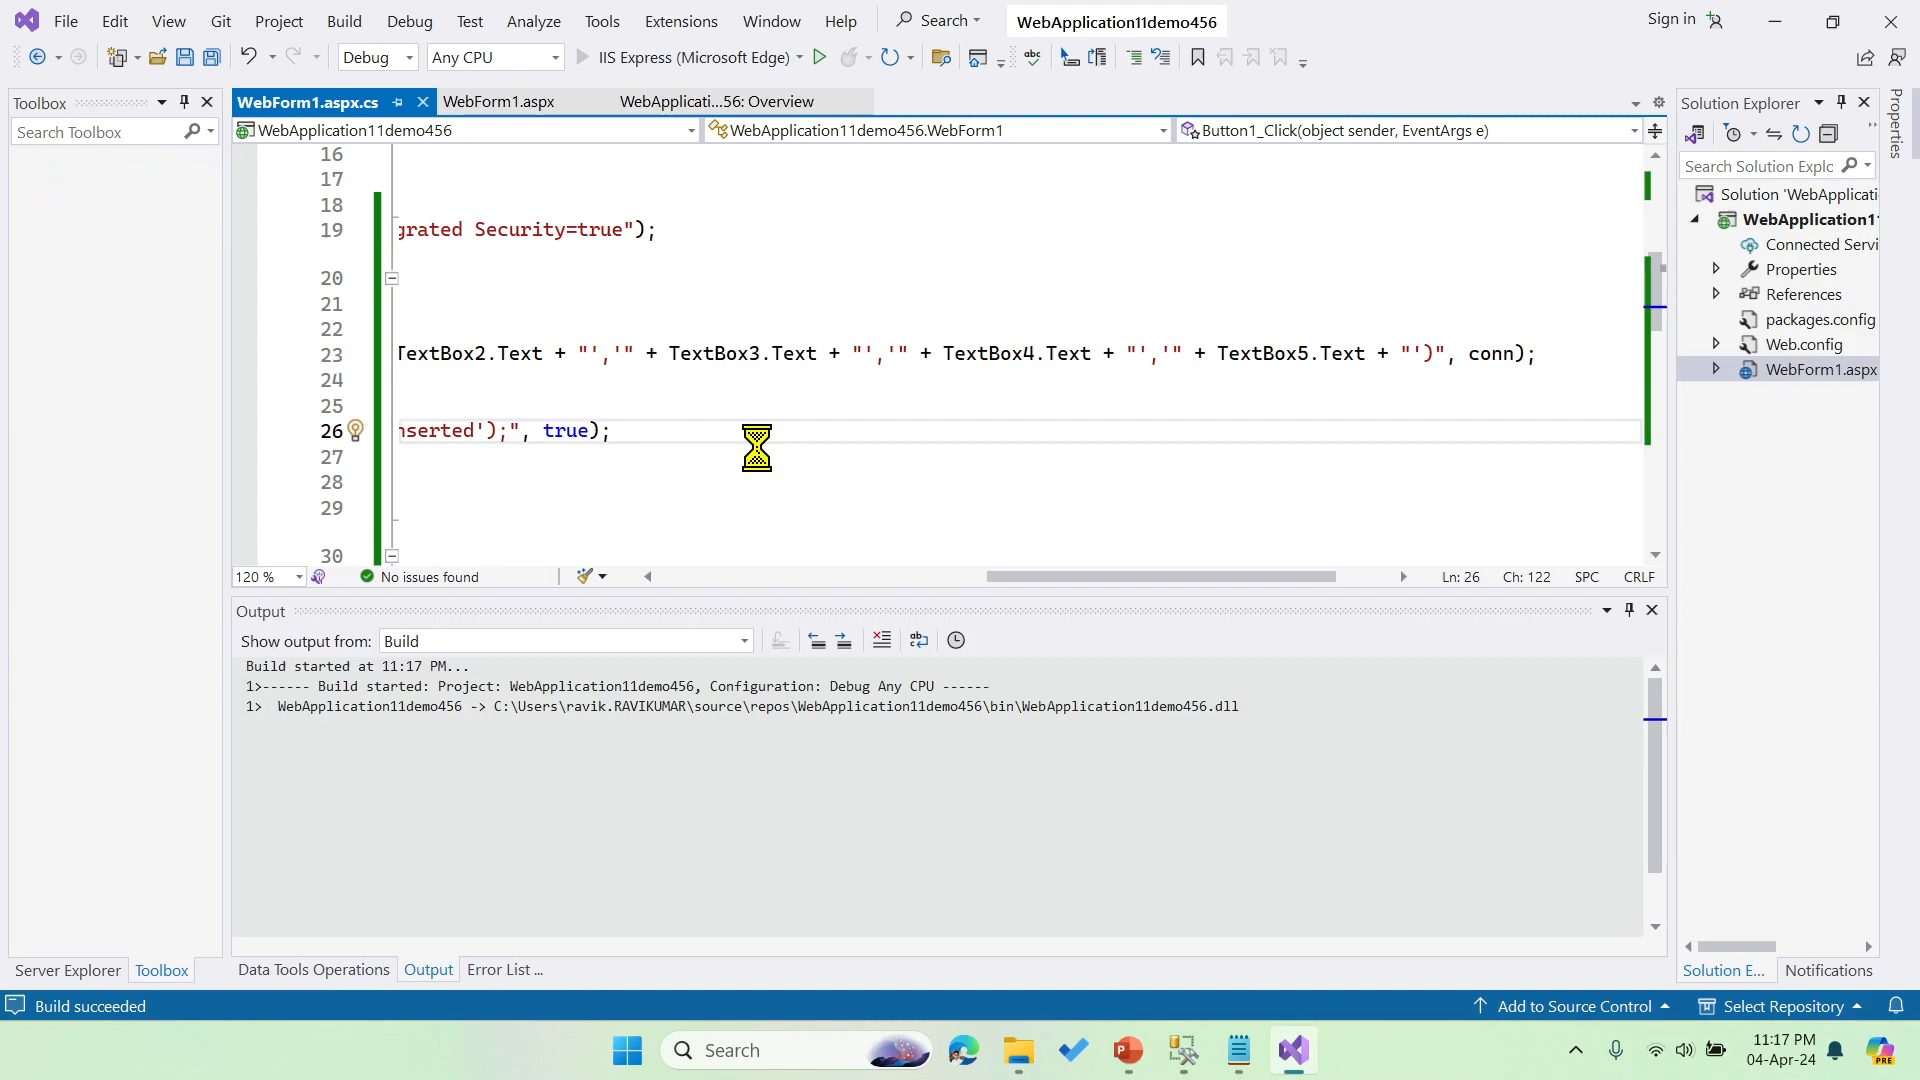 File Edit View Git Project Build Debug Test Analyze Tools Extensions Window Help Search WebApplication11demo456 Sign in
Debug Any CPU IIS Express (Microsoft Edge)
Toolbox
Search Toolbox
WebForm1.aspx.cs WebForm1.aspx WebApplicati...56: Overview
WebApplication11demo456 WebApplication11demo456.WebForm1 Button1_Click(object sender, EventArgs e)
16
17
18
19 grated Security=true");
20
21
22
23 TextBox2.Text + "','" + TextBox3.Text + "','" + TextBox4.Text + "','" + TextBox5.Text + "')", conn);
24
25
26 nserted');", true);
27
28
29
30
120 % No issues found Ln: 26 Ch: 122 SPC CRLF
Output
Show output from: Build
Build started at 11:17 PM...
1>------ Build started: Project: WebApplication11demo456, Configuration: Debug Any CPU ------
1>  WebApplication11demo456 -> C:\Users\ravik.RAVIKUMAR\source\repos\WebApplication11demo456\bin\WebApplication11demo456.dll
Solution Explorer
Search Solution Explc
Solution 'WebApplicati
WebApplication1
Connected Servi
Properties
References
packages.config
Web.config
WebForm1.aspx
Properties
Server Explorer Toolbox
Data Tools Operations Output Error List ...
Solution E... Notifications
Build succeeded Add to Source Control Select Repository
Search
11:17 PM
04-Apr-24
PRE